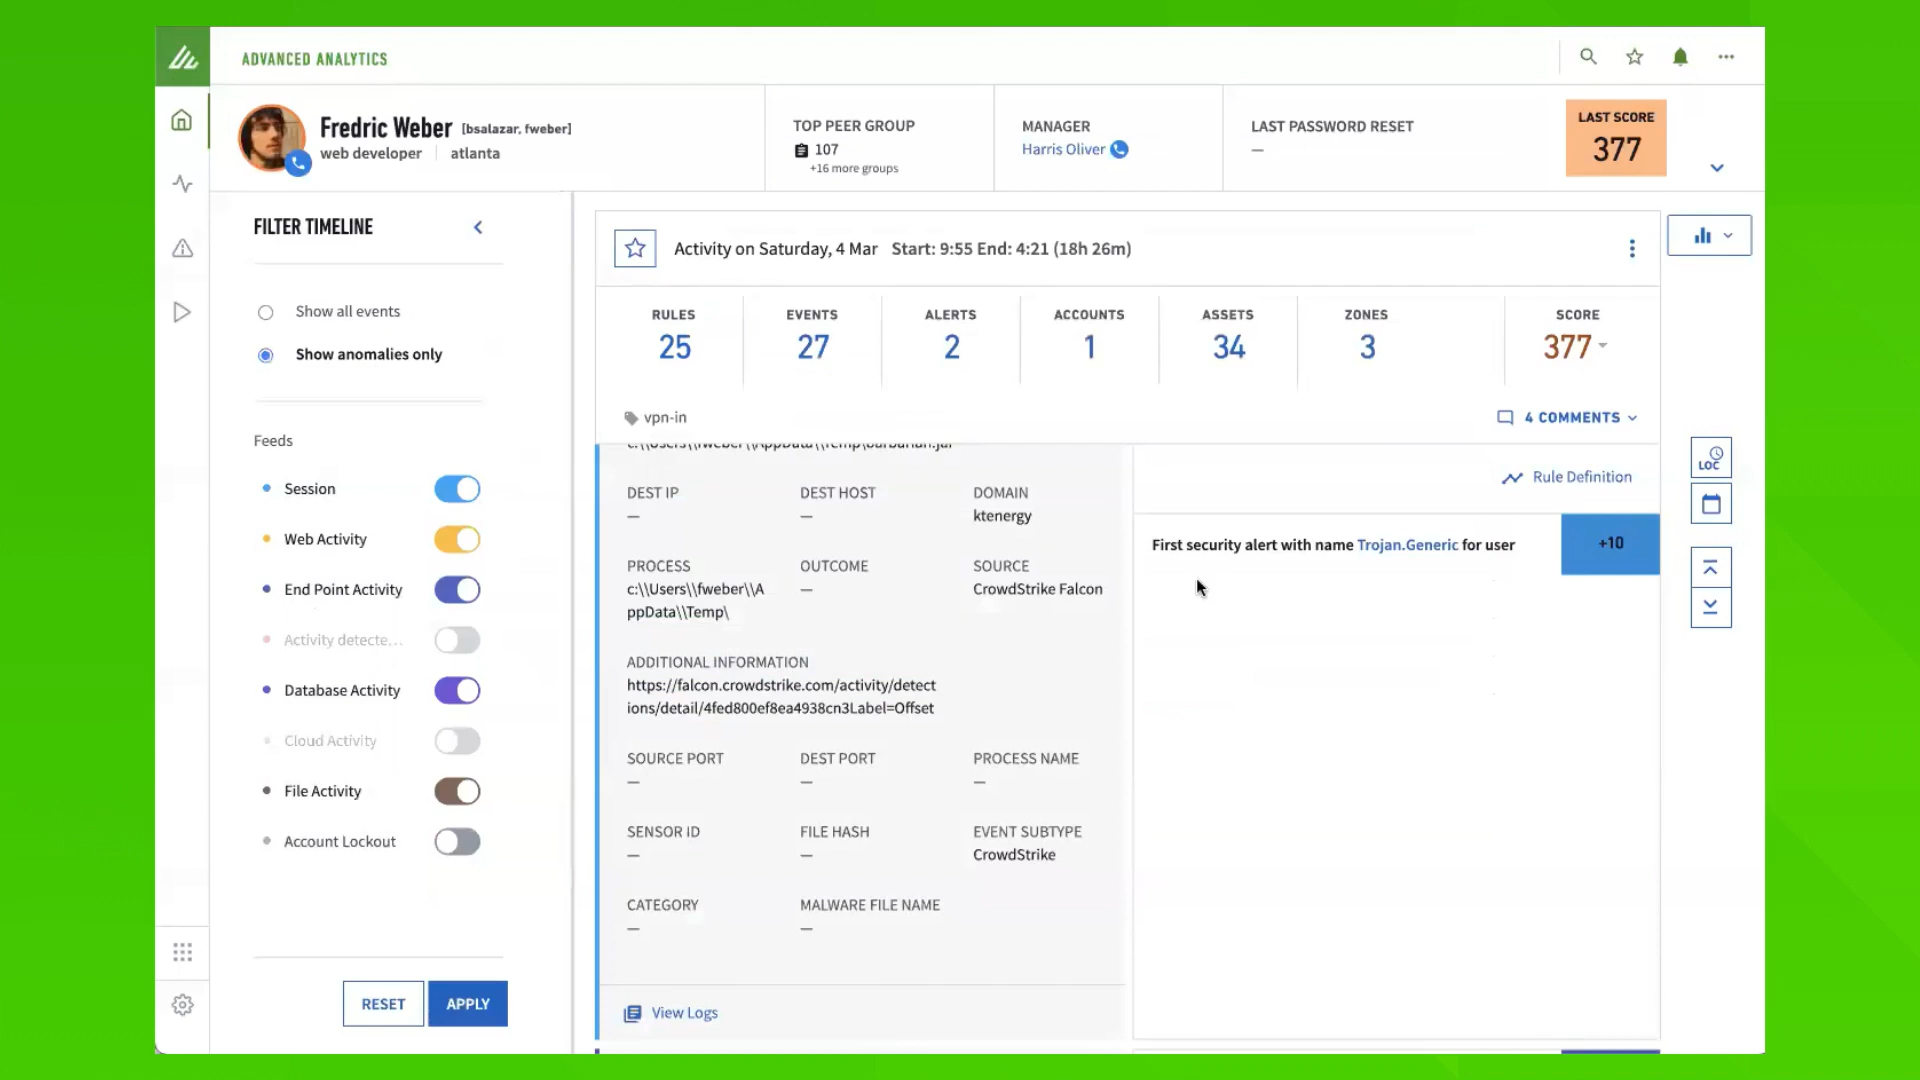 ADVANCED ANALYTICS
Fredric Weber [bsalazar, fweber]
web developer atlanta
TOP PEER GROUP
107
+16 more groups
MANAGER
Harris Oliver
LAST PASSWORD RESET
—
LAST SCORE
377
FILTER TIMELINE
Show all events
Show anomalies only
Feeds
Session
Web Activity
End Point Activity
Activity detecte...
Database Activity
Cloud Activity
File Activity
Account Lockout
RESET APPLY
Activity on Saturday, 4 Mar Start: 9:55 End: 4:21 (18h 26m)
RULES EVENTS ALERTS ACCOUNTS ASSETS ZONES SCORE
25 27 2 1 34 3 377
vpn-in 4 COMMENTS
c:\\Users\\fweber\\AppData\\Temp\barbarian.jar
DEST IP DEST HOST DOMAIN
— — ktenergy
PROCESS OUTCOME SOURCE
c:\\Users\\fweber\\A — CrowdStrike Falcon
ppData\\Temp\
ADDITIONAL INFORMATION
https://falcon.crowdstrike.com/activity/detect
ions/detail/4fed800ef8ea4938cn3Label=Offset
SOURCE PORT DEST PORT PROCESS NAME
— — —
SENSOR ID FILE HASH EVENT SUBTYPE
— — CrowdStrike
CATEGORY MALWARE FILE NAME
— —
View Logs
Rule Definition
First security alert with name Trojan.Generic for user +10
LOC